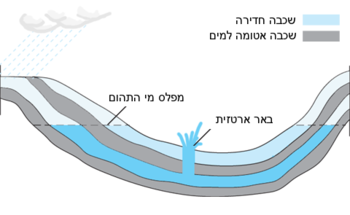 שכבה חדירה
שכבה אטומה למים
מפלס מי התהום
באר ארטזית